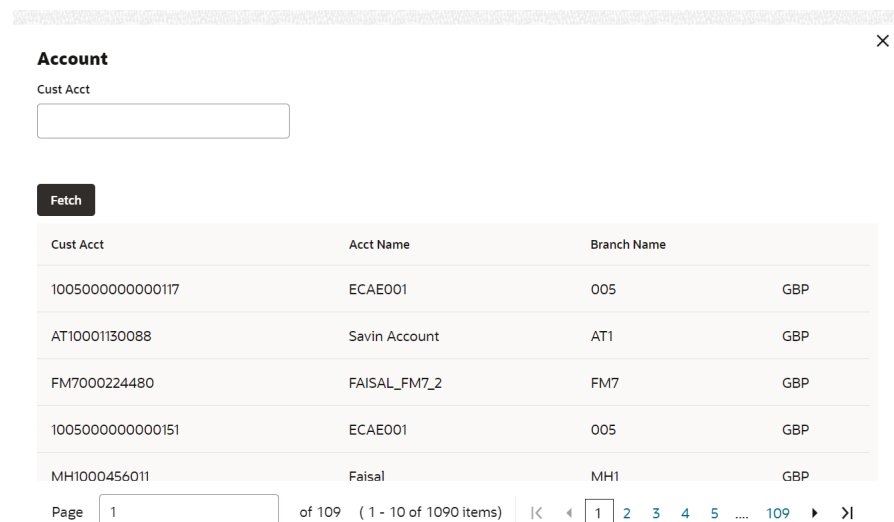 Account
Cust Acct
Fetch
Cust Acct Acct Name Branch Name
1005000000000117 ECAE001 005 GBP
AT10001130088 Savin Account AT1 GBP
FM7000224480 FAISAL_FM7_2 FM7 GBP
1005000000000151 ECAE001 005 GBP
MH1000456011 Faisal MH1 GBP
Page 1 of 109 ( 1 - 10 of 1090 items) 1 2 3 4 5 .... 109